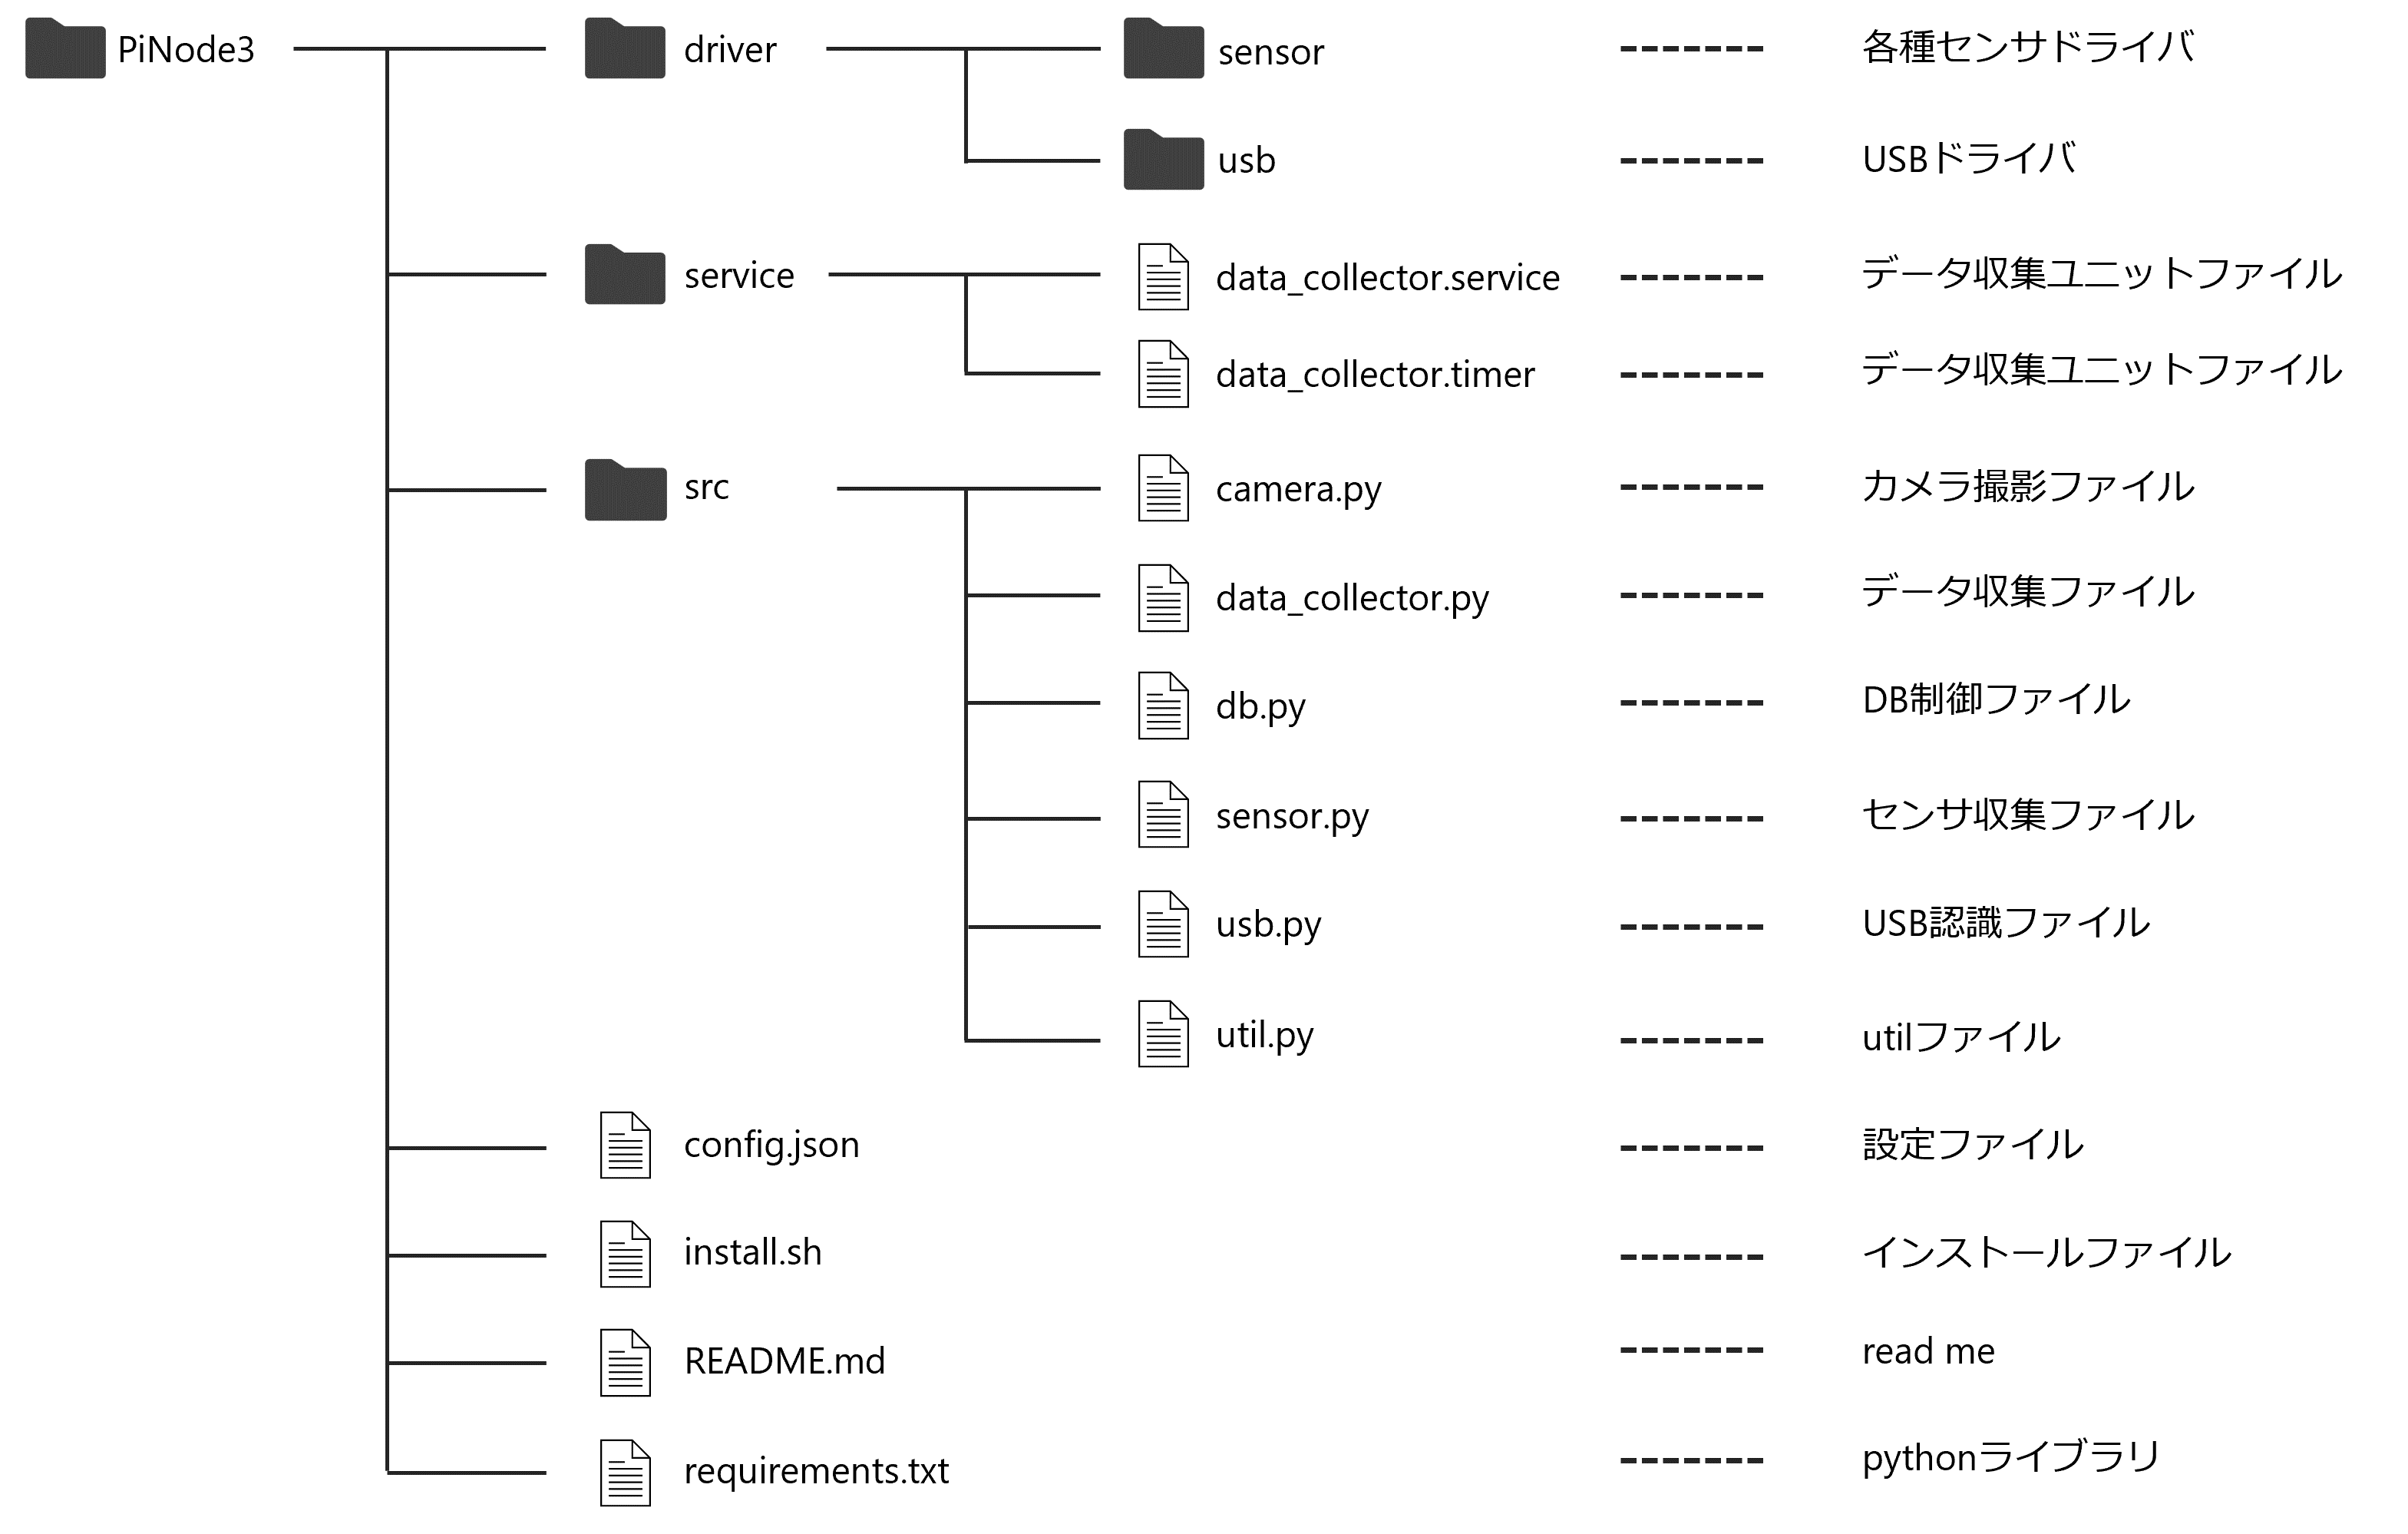 PiNode3 driver sensor 各種センサドライバ
usb USBドライバ
service data_collector.service データ収集ユニットファイル
data_collector.timer データ収集ユニットファイル
src camera.py カメラ撮影ファイル
data_collector.py データ収集ファイル
db.py DB制御ファイル
sensor.py センサ収集ファイル
usb.py USB認識ファイル
util.py utilファイル
config.json 設定ファイル
install.sh インストールファイル
README.md read me
requirements.txt pythonライブラリ